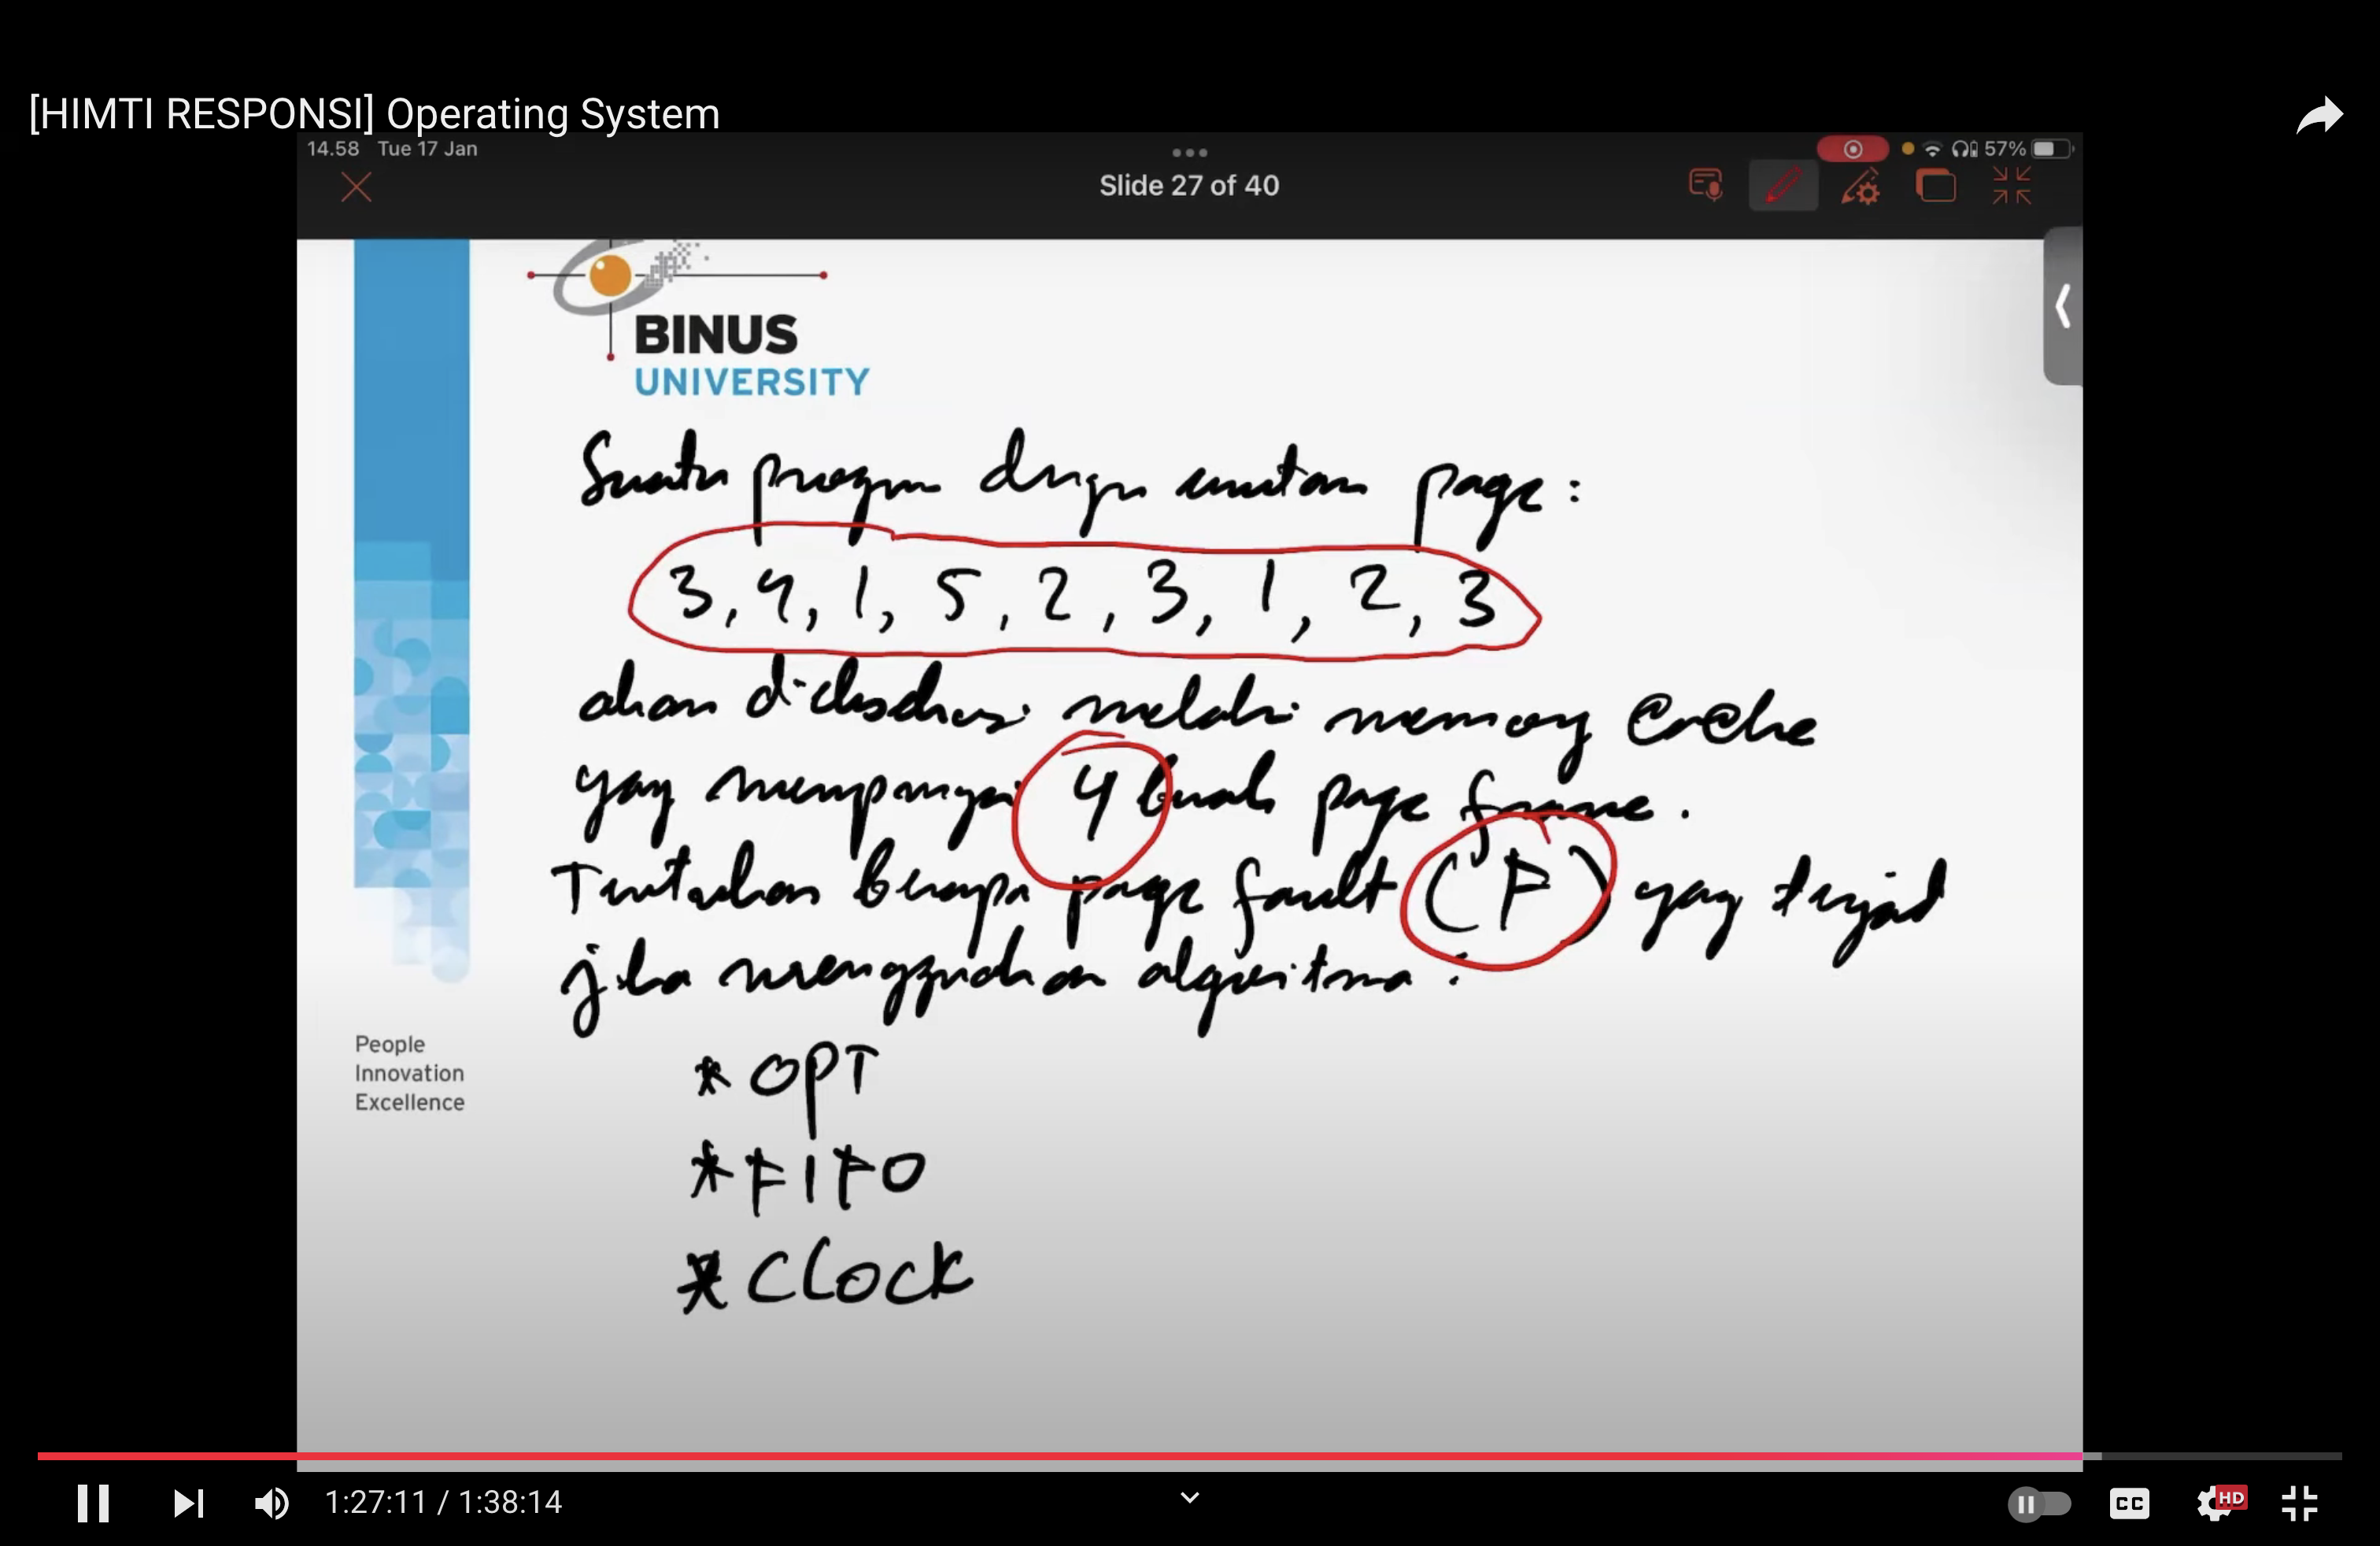 [HIMTI RESPONSI] Operating System
14.58 Tue 17 Jan
57%
Slide 27 of 40
BINUS
UNIVERSITY
Suatu program dengan urutan page :
3, 4, 1, 5, 2, 3, 1, 2, 3
akan dieksekusi melalui memory cache
yang mempunyai 4 buah page frame .
Tentukan berapa page fault (F) yang terjadi
jika menggunakan algoritma :
* OPT
* FIFO
* CLOCK
People
Innovation
Excellence
1:27:11 / 1:38:14
CC
HD